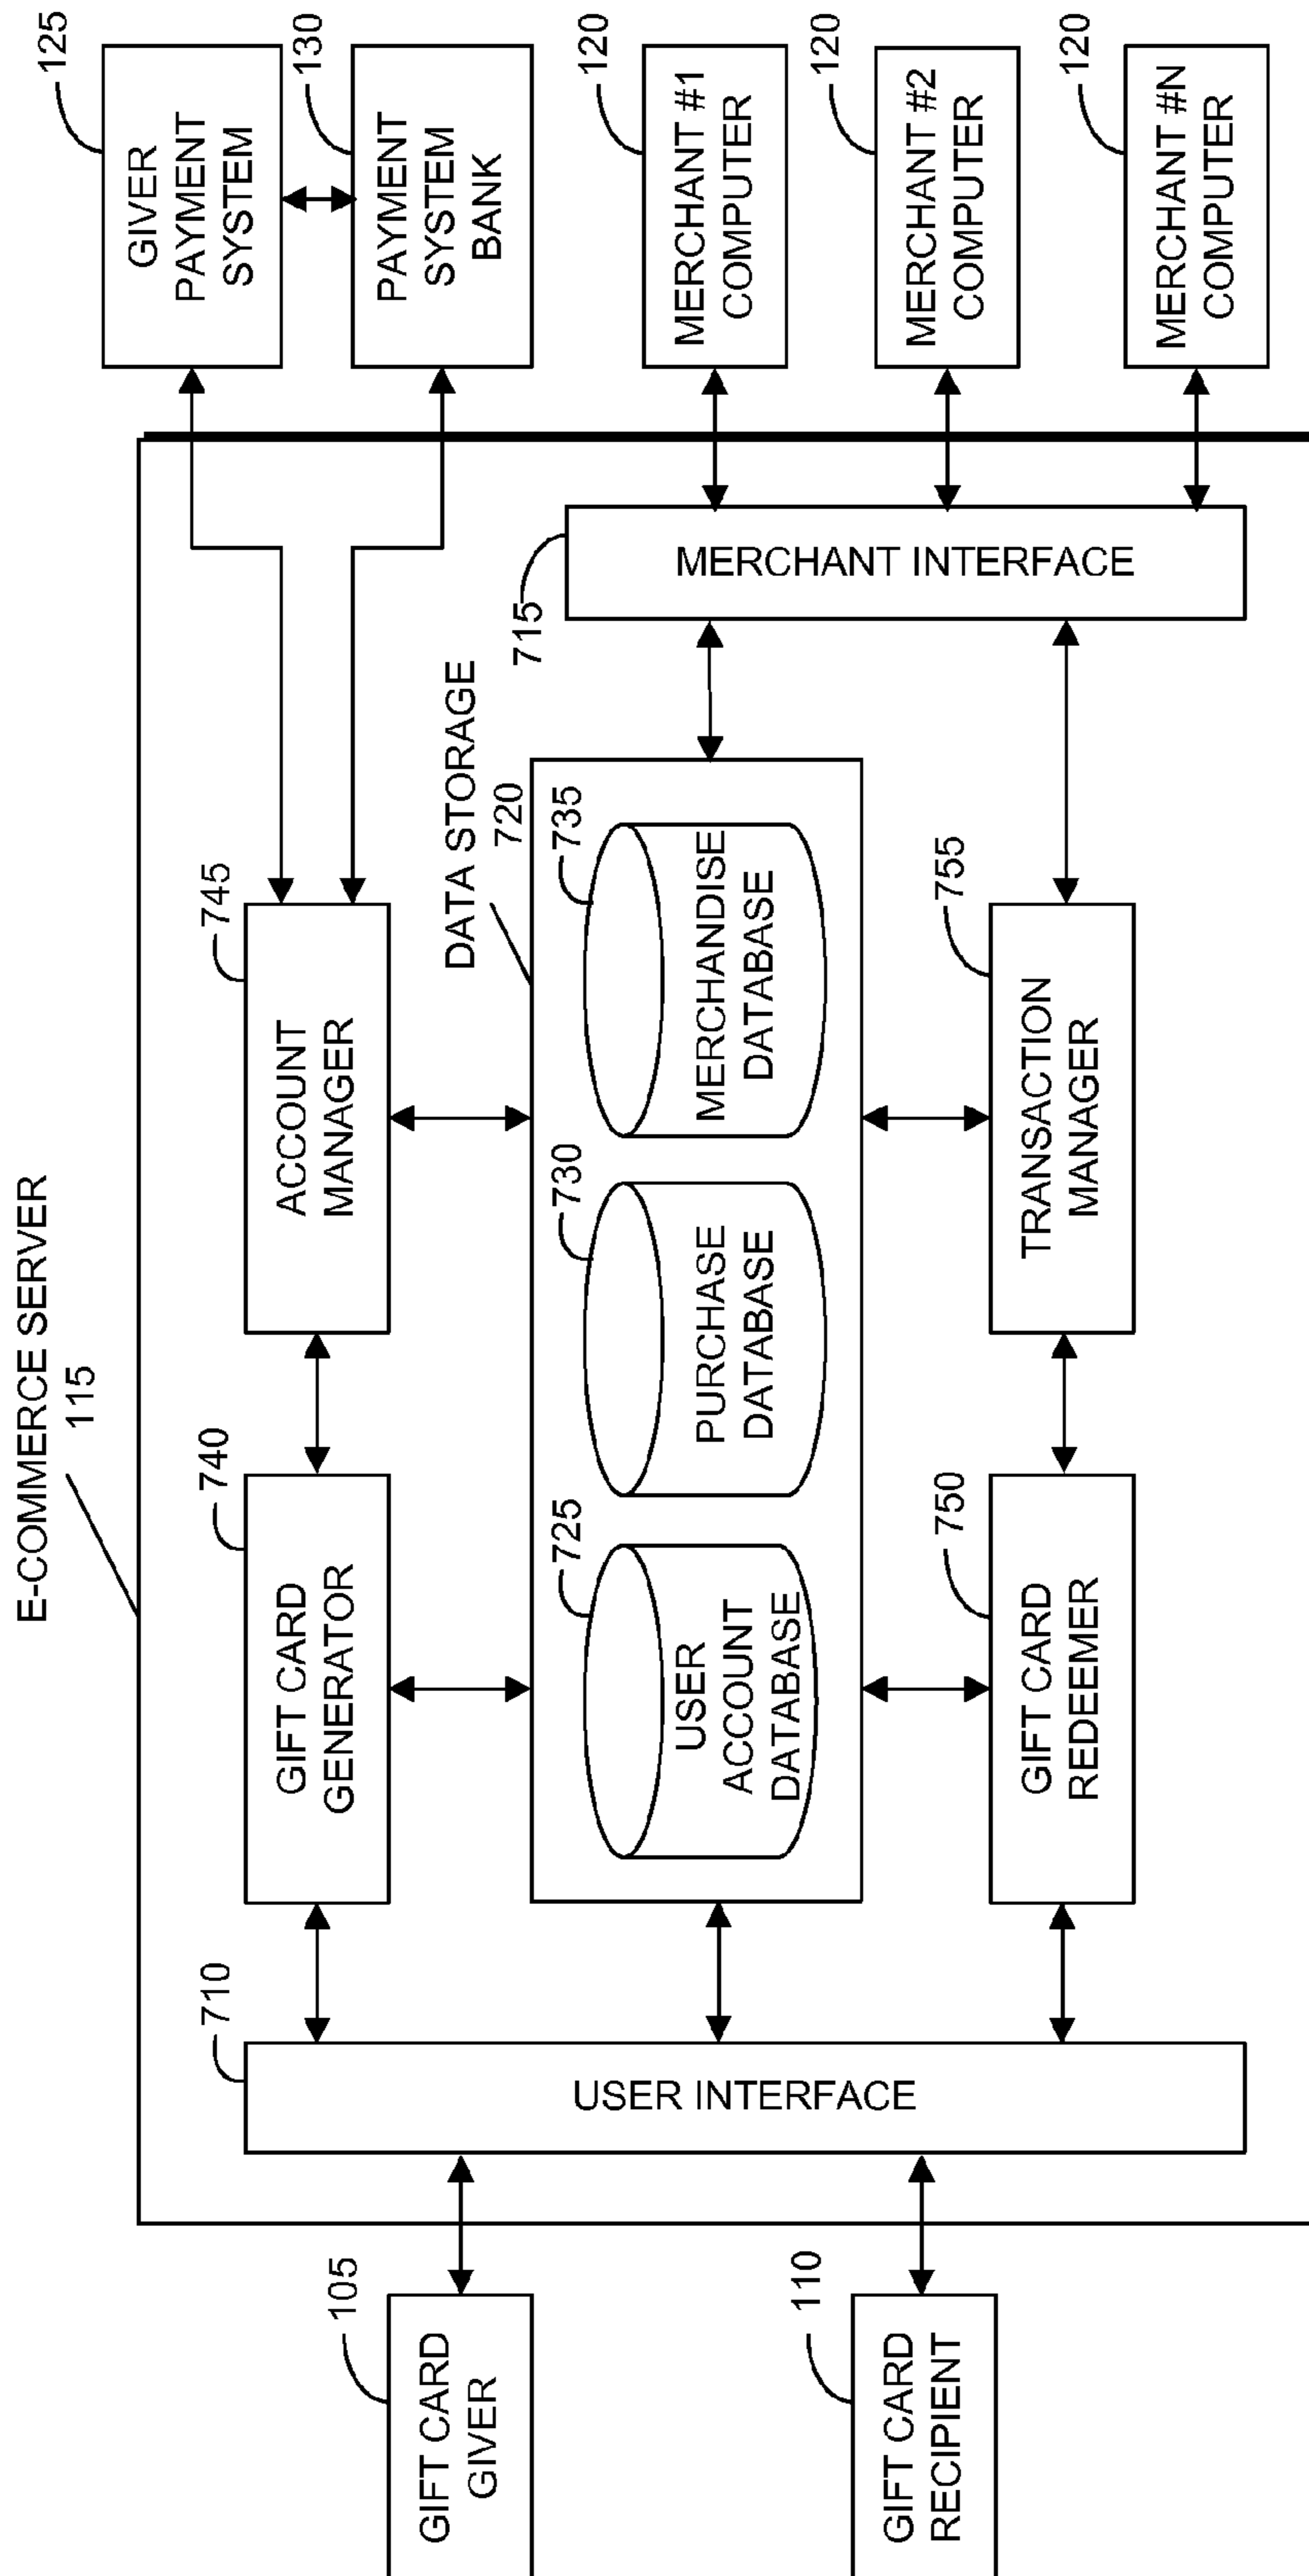 E-COMMERCE SERVER
115
GIFT CARD
GIVER
105
GIFT CARD
RECIPIENT
110
USER INTERFACE
710
GIFT CARD
GENERATOR
740
ACCOUNT
MANAGER
745
DATA STORAGE
720
USER
ACCOUNT
DATABASE
725
PURCHASE
DATABASE
730
MERCHANDISE
DATABASE
735
GIFT CARD
REDEEMER
750
TRANSACTION
MANAGER
755
MERCHANT INTERFACE
715
GIVER
PAYMENT
SYSTEM
125
PAYMENT
SYSTEM
BANK
130
MERCHANT #1
COMPUTER
120
MERCHANT #2
COMPUTER
120
MERCHANT #N
COMPUTER
120